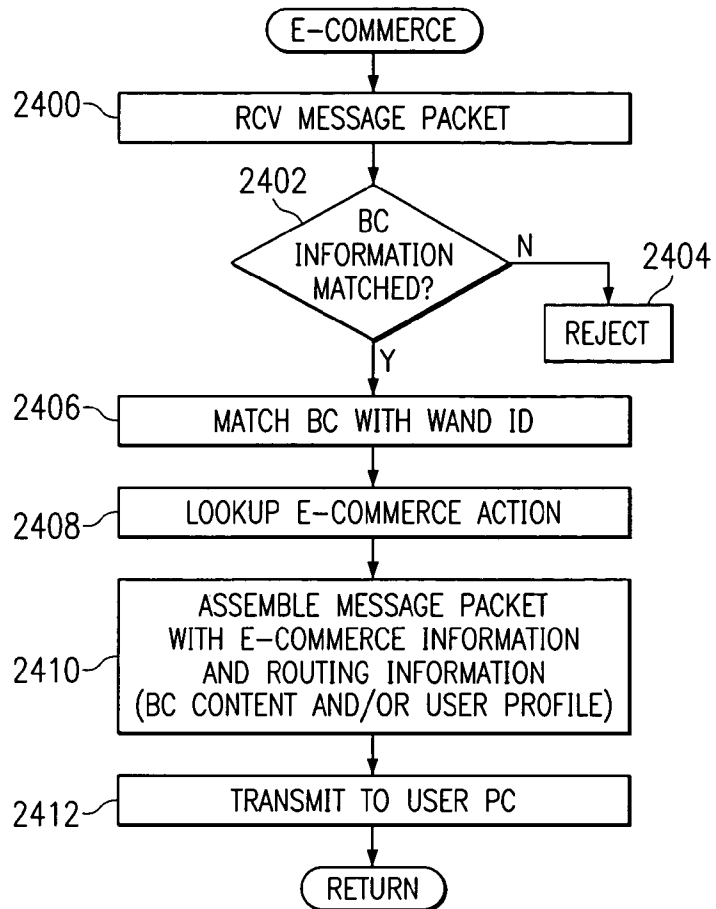 E-COMMERCE
2400
RCV MESSAGE PACKET
2402
BC
INFORMATION
MATCHED?
N
2404
REJECT
Y
2406
MATCH BC WITH WAND ID
2408
LOOKUP E-COMMERCE ACTION
2410
ASSEMBLE MESSAGE PACKET
WITH E-COMMERCE INFORMATION
AND ROUTING INFORMATION
(BC CONTENT AND/OR USER PROFILE)
2412
TRANSMIT TO USER PC
RETURN